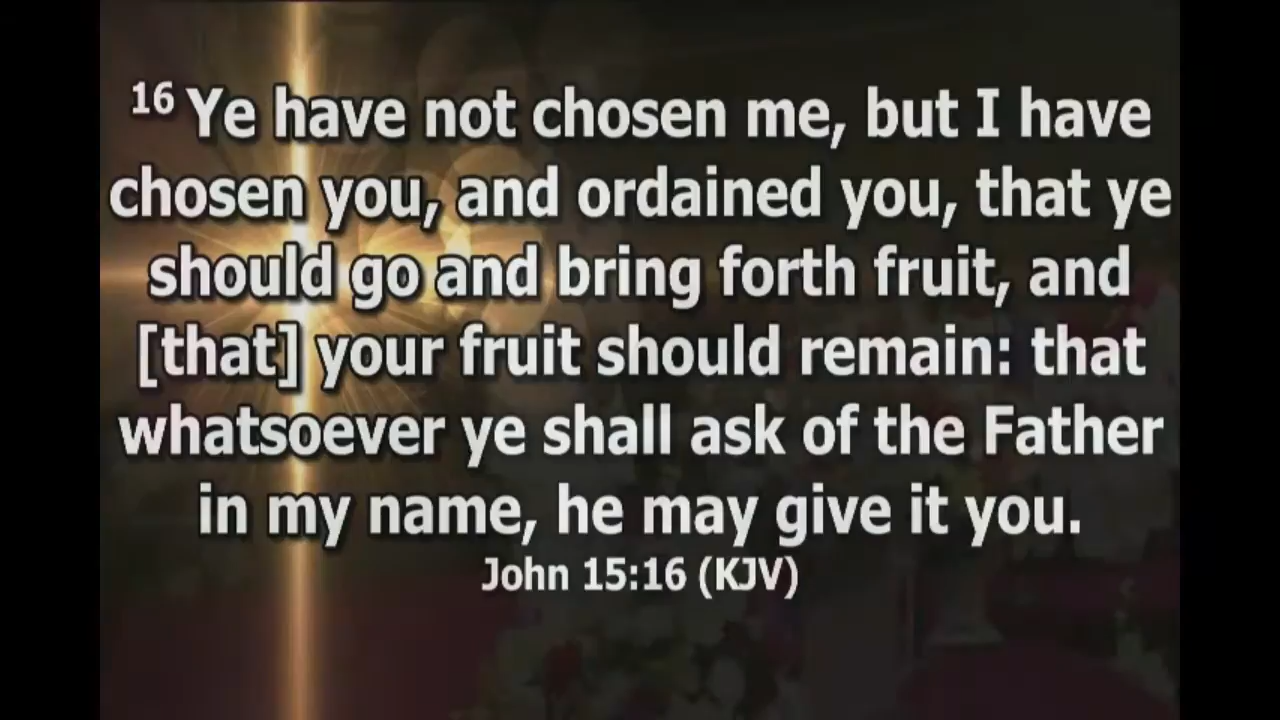 16 Ye have not chosen me, but I have
chosen you, and ordained you, that ye
should go and bring forth fruit, and
[that] your fruit should remain: that
whatsoever ye shall ask of the Father
in my name, he may give it you.
John 15:16 (KJV)